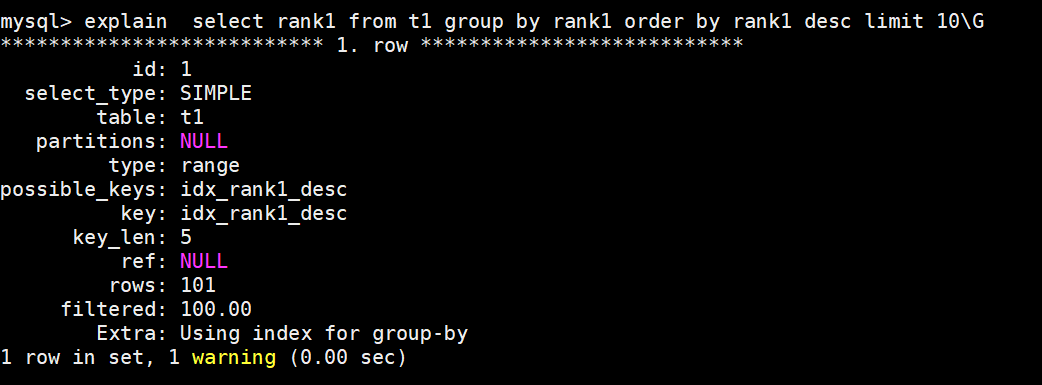 mysql> explain  select rank1 from t1 group by rank1 order by rank1 desc limit 10\G
*************************** 1. row ***************************
           id: 1
  select_type: SIMPLE
        table: t1
   partitions: NULL
         type: range
possible_keys: idx_rank1_desc
          key: idx_rank1_desc
      key_len: 5
          ref: NULL
         rows: 101
     filtered: 100.00
        Extra: Using index for group-by
1 row in set, 1 warning (0.00 sec)